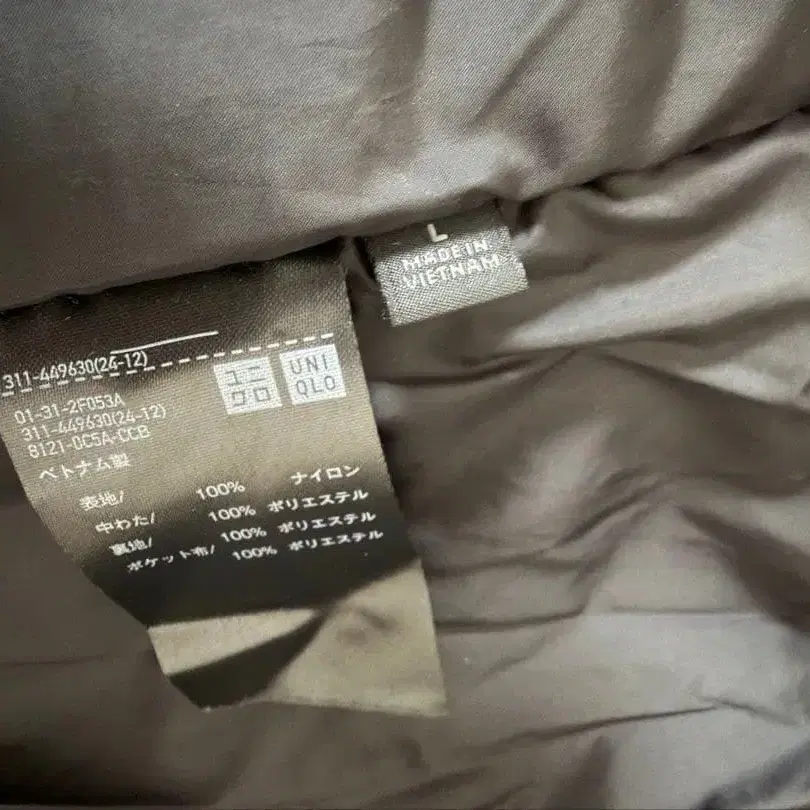 L
MADE IN
VIETNAM
311-449630(24-12)
ユニ
クロ
UNI
QLO
01-31-2F053A
311-449630(24-12)
8121-0C5A-CCB
ベトナム製
表地/ 100% ナイロン
中わた/ 100% ポリエステル
裏地/ 100% ポリエステル
ポケット布/ 100% ポリエステル